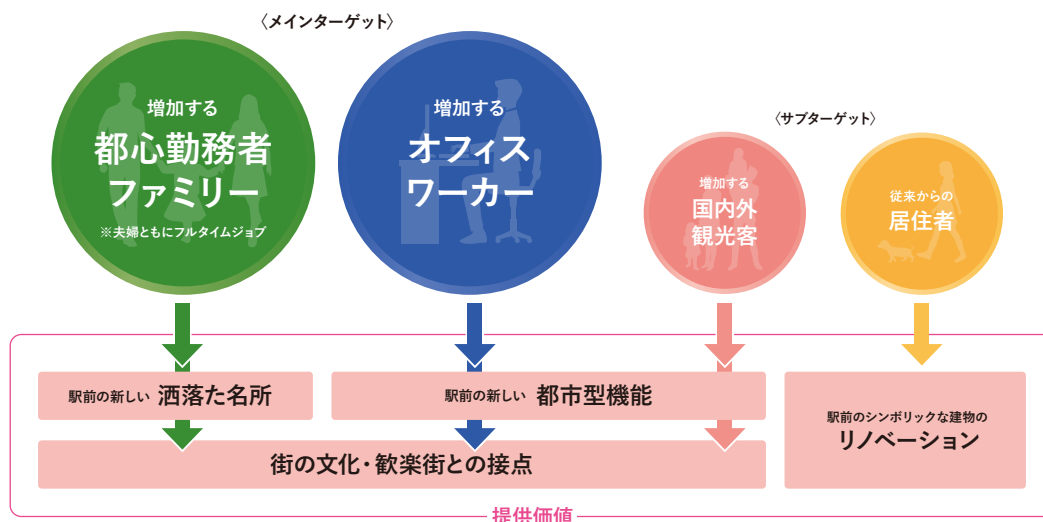 〈メインターゲット〉
増加する
都心勤務者
ファミリー
※夫婦ともにフルタイムジョブ
増加する
オフィス
ワーカー
〈サブターゲット〉
増加する
国内外
観光客
従来からの
居住者
駅前の新しい 洒落た名所
駅前の新しい 都市型機能
駅前のシンボリックな建物の
リノベーション
街の文化・歓楽街との接点
提供価値